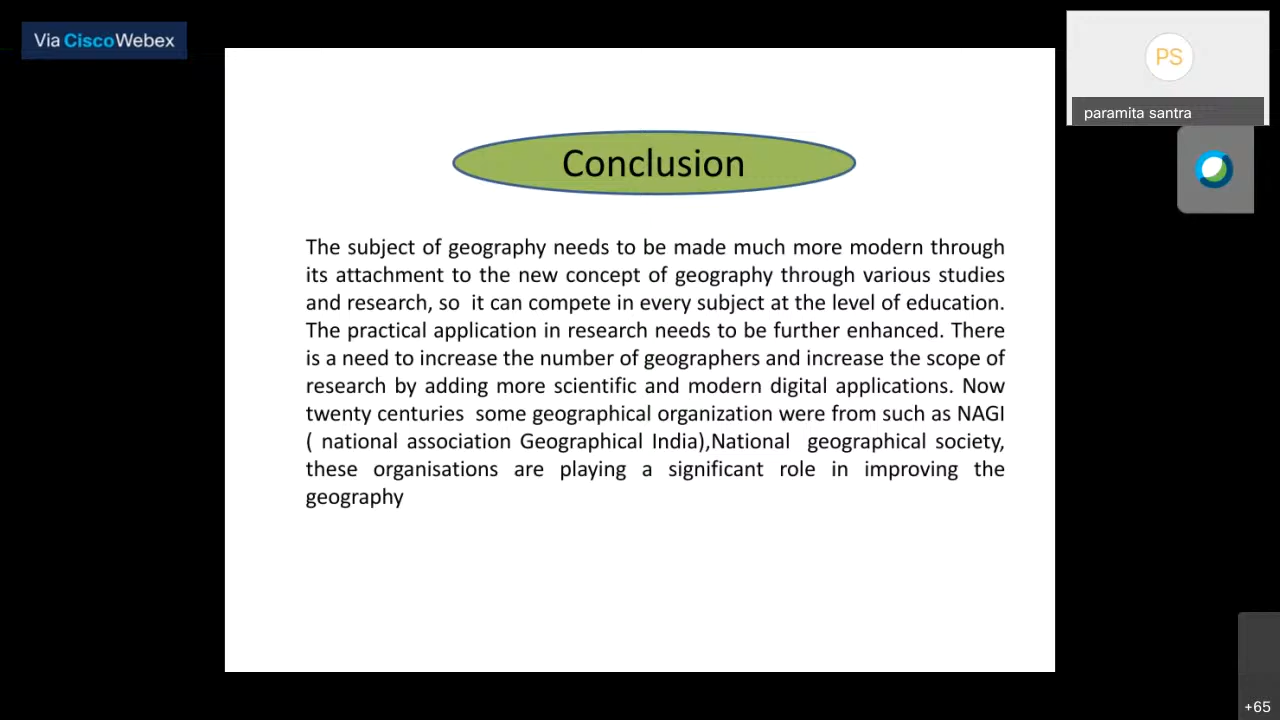 Via CiscoWebex
PS
paramita santra
Conclusion
The subject of geography needs to be made much more modern through
its attachment to the new concept of geography through various studies
and research, so  it can compete in every subject at the level of education.
The practical application in research needs to be further enhanced. There
is a need to increase the number of geographers and increase the scope of
research by adding more scientific and modern digital applications. Now
twenty centuries  some geographical organization were from such as NAGI
( national association Geographical India),National  geographical society,
these organisations are playing a significant role in improving the
geography
+65